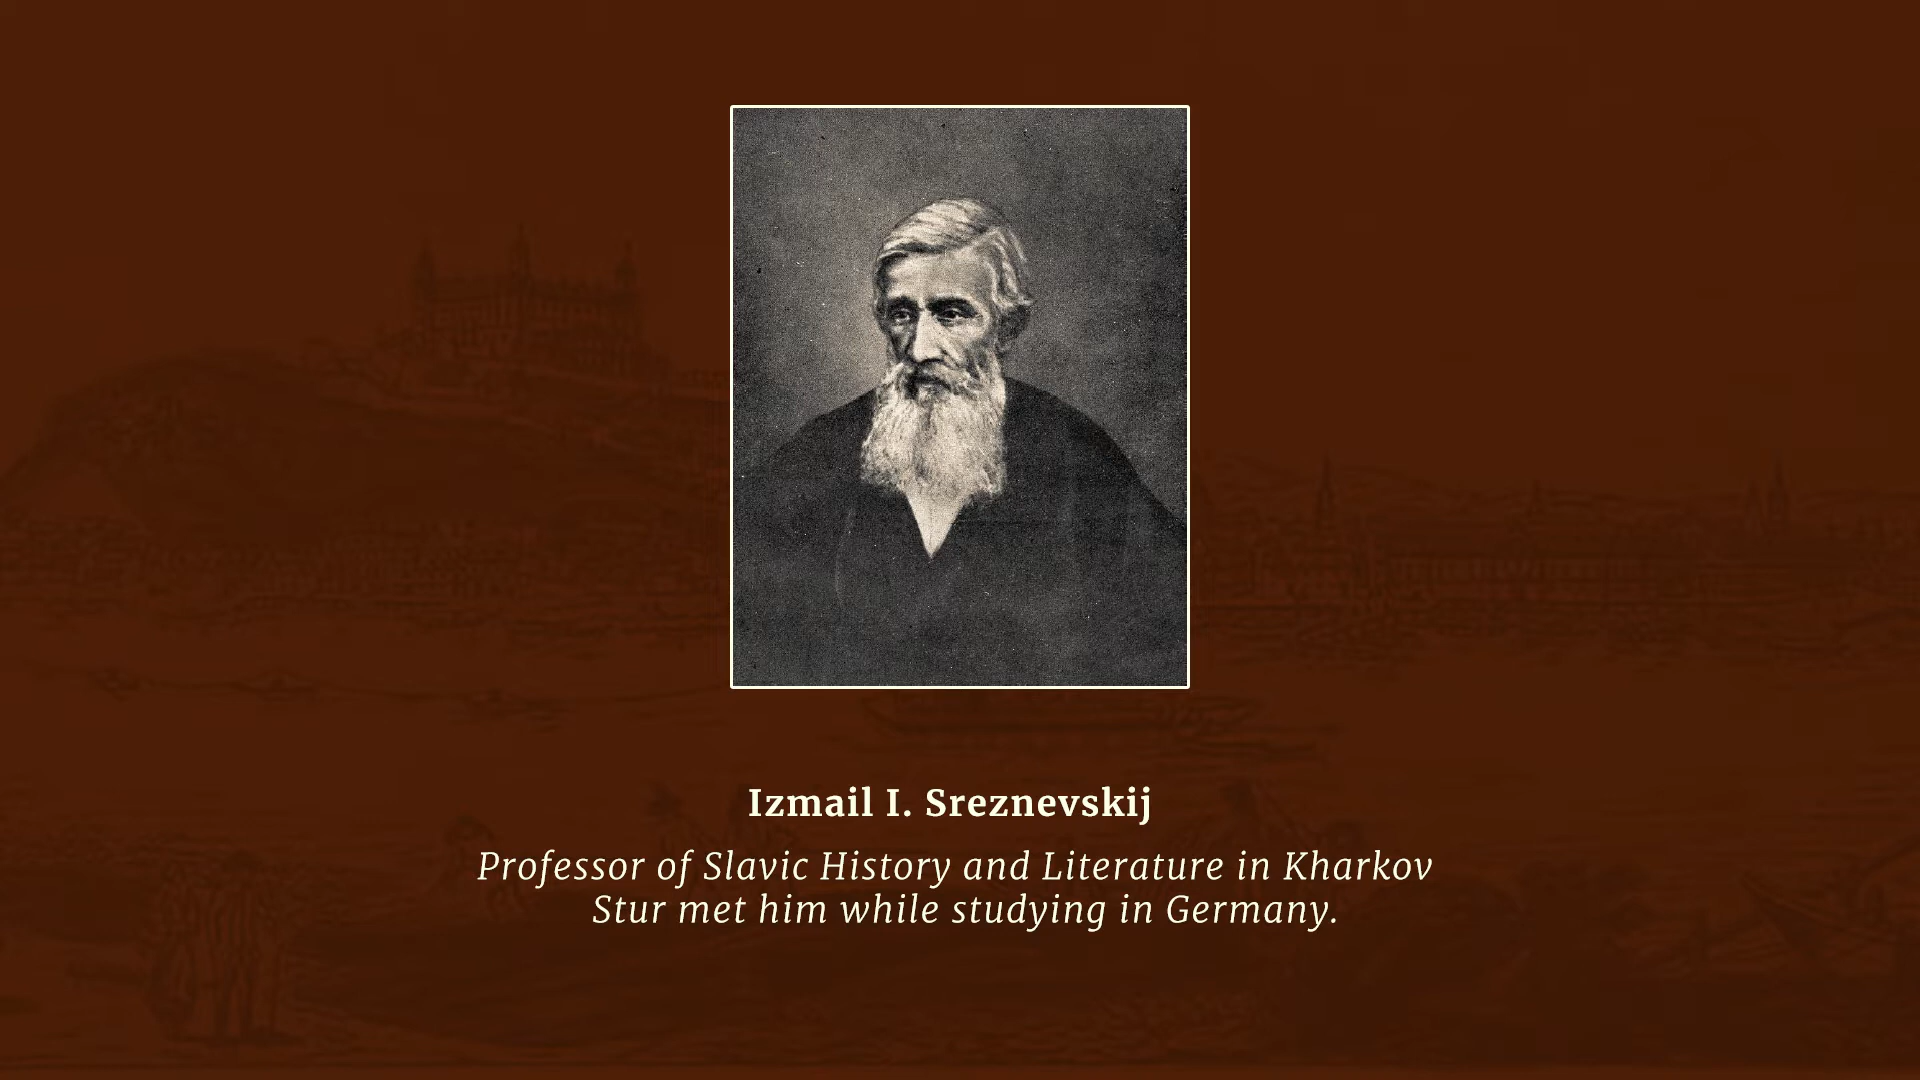 Izmail I. Sreznevskij
Professor of Slavic History and Literature in Kharkov
Stur met him while studying in Germany.